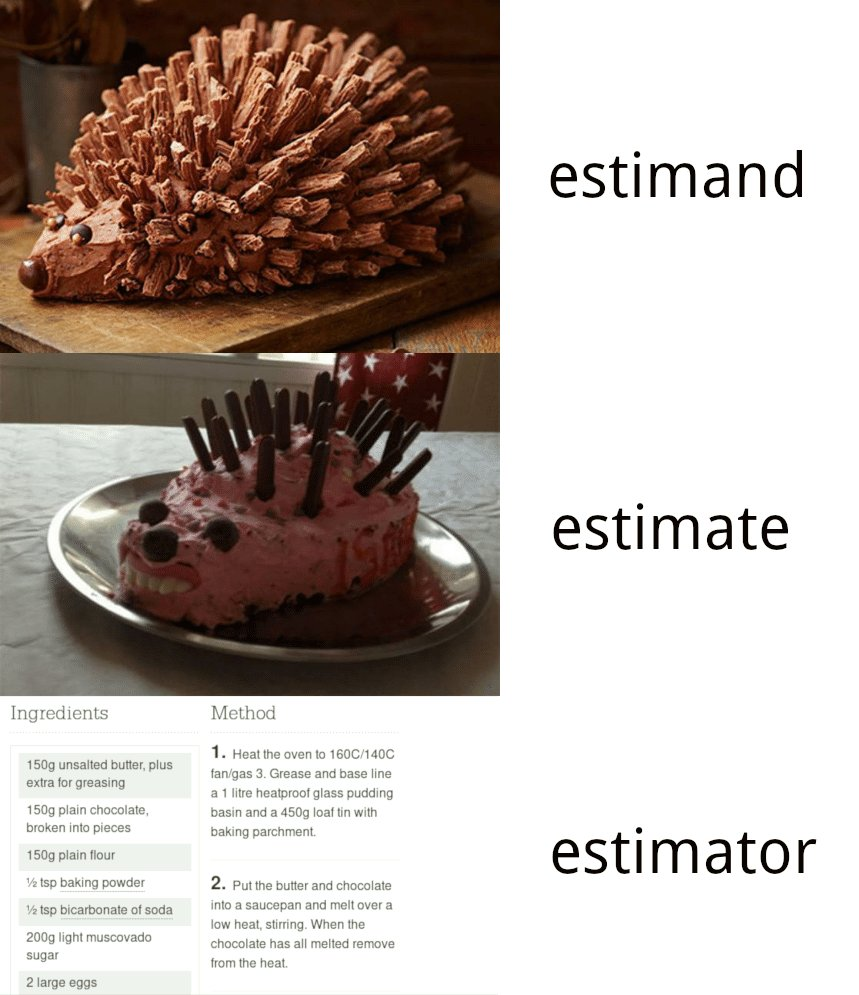 estimand
estimate
Ingredients
150g unsalted butter, plus
extra for greasing
150g plain chocolate,
broken into pieces
150g plain flour
½ tsp baking powder
½ tsp bicarbonate of soda
200g light muscovado
sugar
2 large eggs
Method
1. Heat the oven to 160C/140C
fan/gas 3. Grease and base line
a 1 litre heatproof glass pudding
basin and a 450g loaf tin with
baking parchment.
2. Put the butter and chocolate
into a saucepan and melt over a
low heat, stirring. When the
chocolate has all melted remove
from the heat.
estimator